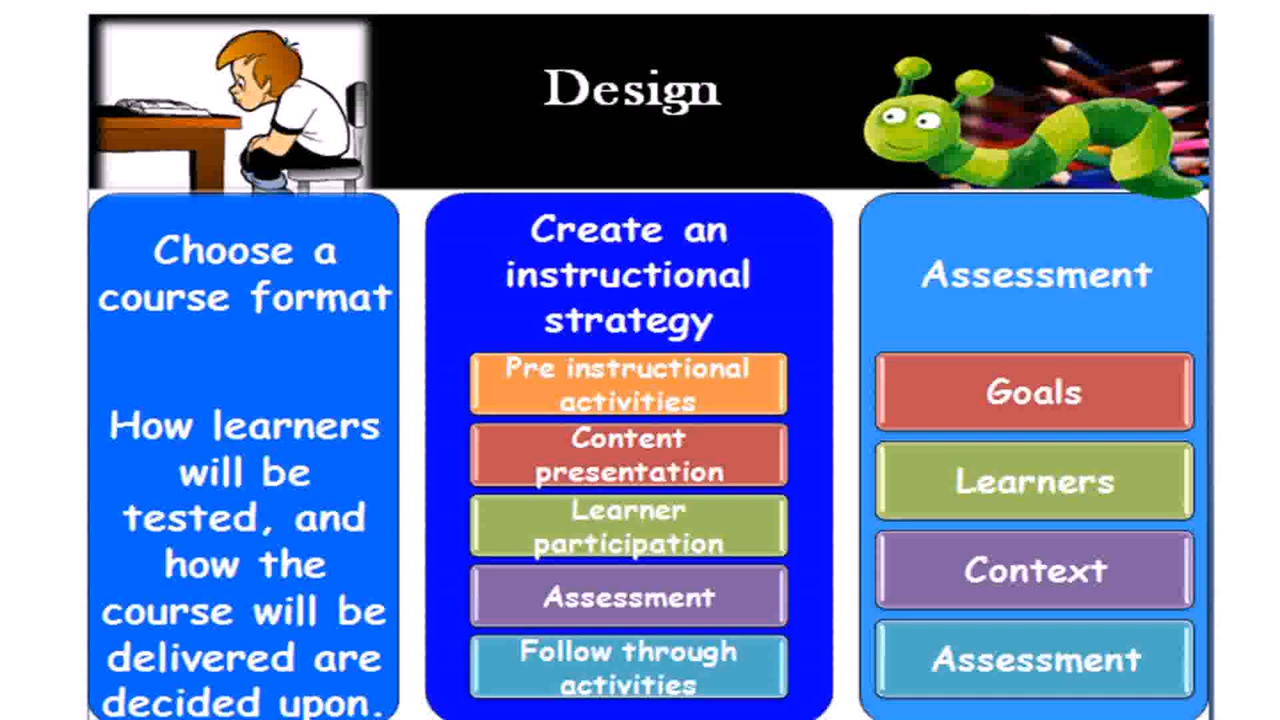 Design
Choose a
course format
How learners
will be
tested, and
how the
course will be
delivered are
decided upon.
Create an
instructional
strategy
Pre instructional
activities
Content
presentation
Learner
participation
Assessment
Follow through
activities
Assessment
Goals
Learners
Context
Assessment